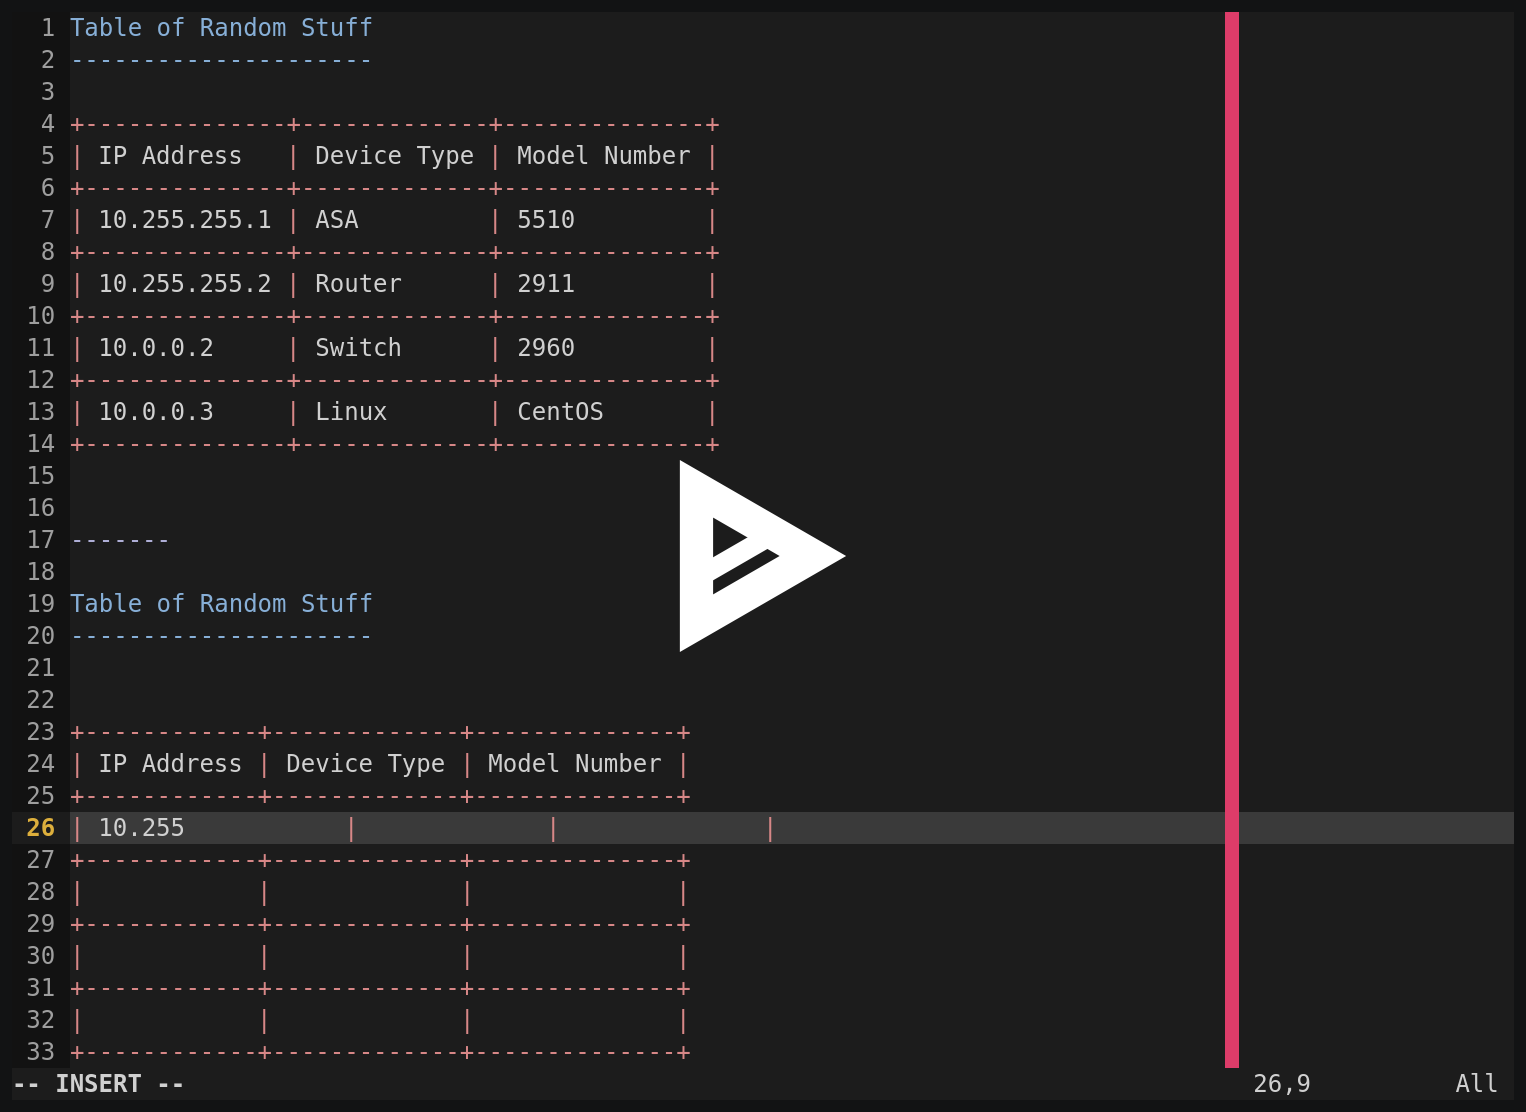 1 Table of Random Stuff
2 ---------------------
3
4 +--------------+-------------+--------------+
5 | IP Address   | Device Type | Model Number |
6 +--------------+-------------+--------------+
7 | 10.255.255.1 | ASA         | 5510         |
8 +--------------+-------------+--------------+
9 | 10.255.255.2 | Router      | 2911         |
10 +--------------+-------------+--------------+
11 | 10.0.0.2     | Switch      | 2960         |
12 +--------------+-------------+--------------+
13 | 10.0.0.3     | Linux       | CentOS       |
14 +--------------+-------------+--------------+
15
16
17 -------
18
19 Table of Random Stuff
20 ---------------------
21
22
23 +------------+-------------+--------------+
24 | IP Address | Device Type | Model Number |
25 +------------+-------------+--------------+
26 | 10.255           |             |              |
27 +------------+-------------+--------------+
28 |            |             |              |
29 +------------+-------------+--------------+
30 |            |             |              |
31 +------------+-------------+--------------+
32 |            |             |              |
33 +------------+-------------+--------------+
-- INSERT -- 26,9 All